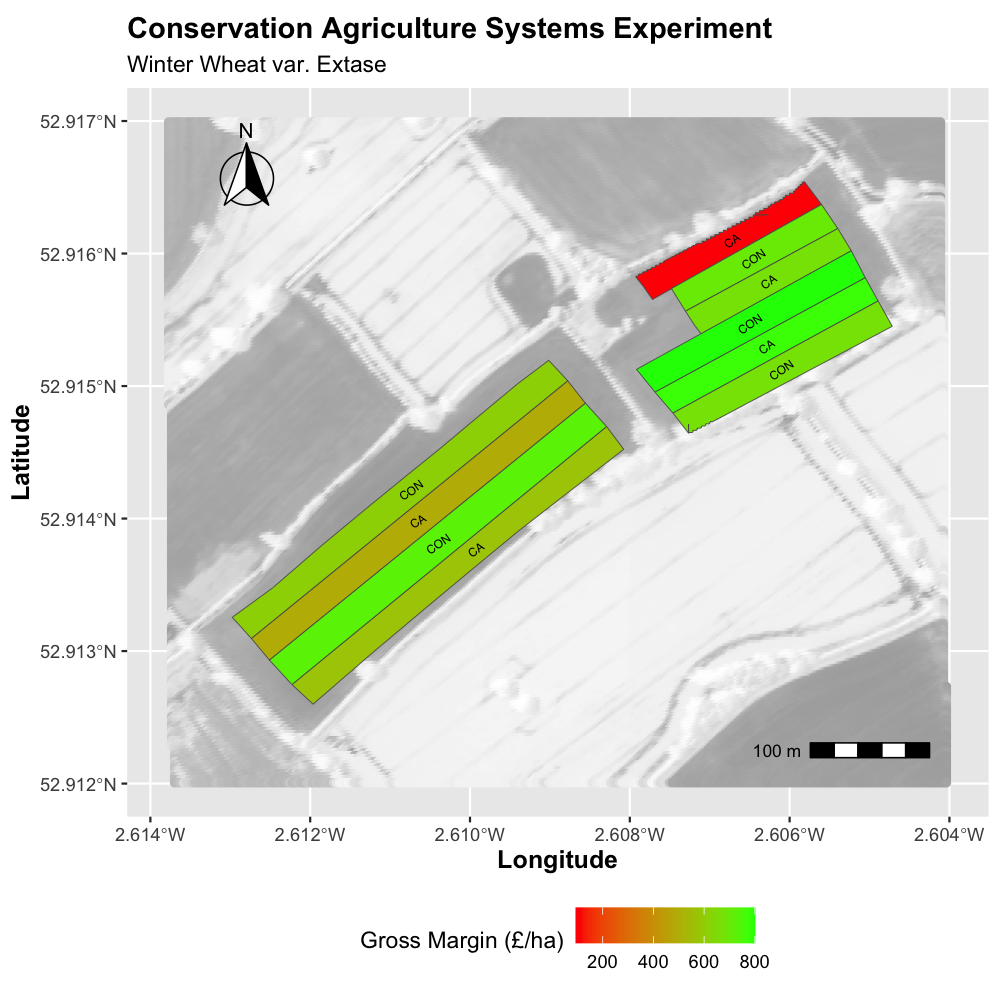 Conservation Agriculture Systems Experiment
Winter Wheat var. Extase
N
52.917°N
52.916°N
52.915°N
52.914°N
52.913°N
52.912°N
Latitude
CA
CON
CA
CON
CA
CON
CON
CA
CON
CA
100 m
2.614°W 2.612°W 2.610°W 2.608°W 2.606°W 2.604°W
Longitude
Gross Margin (£/ha)
200 400 600 800